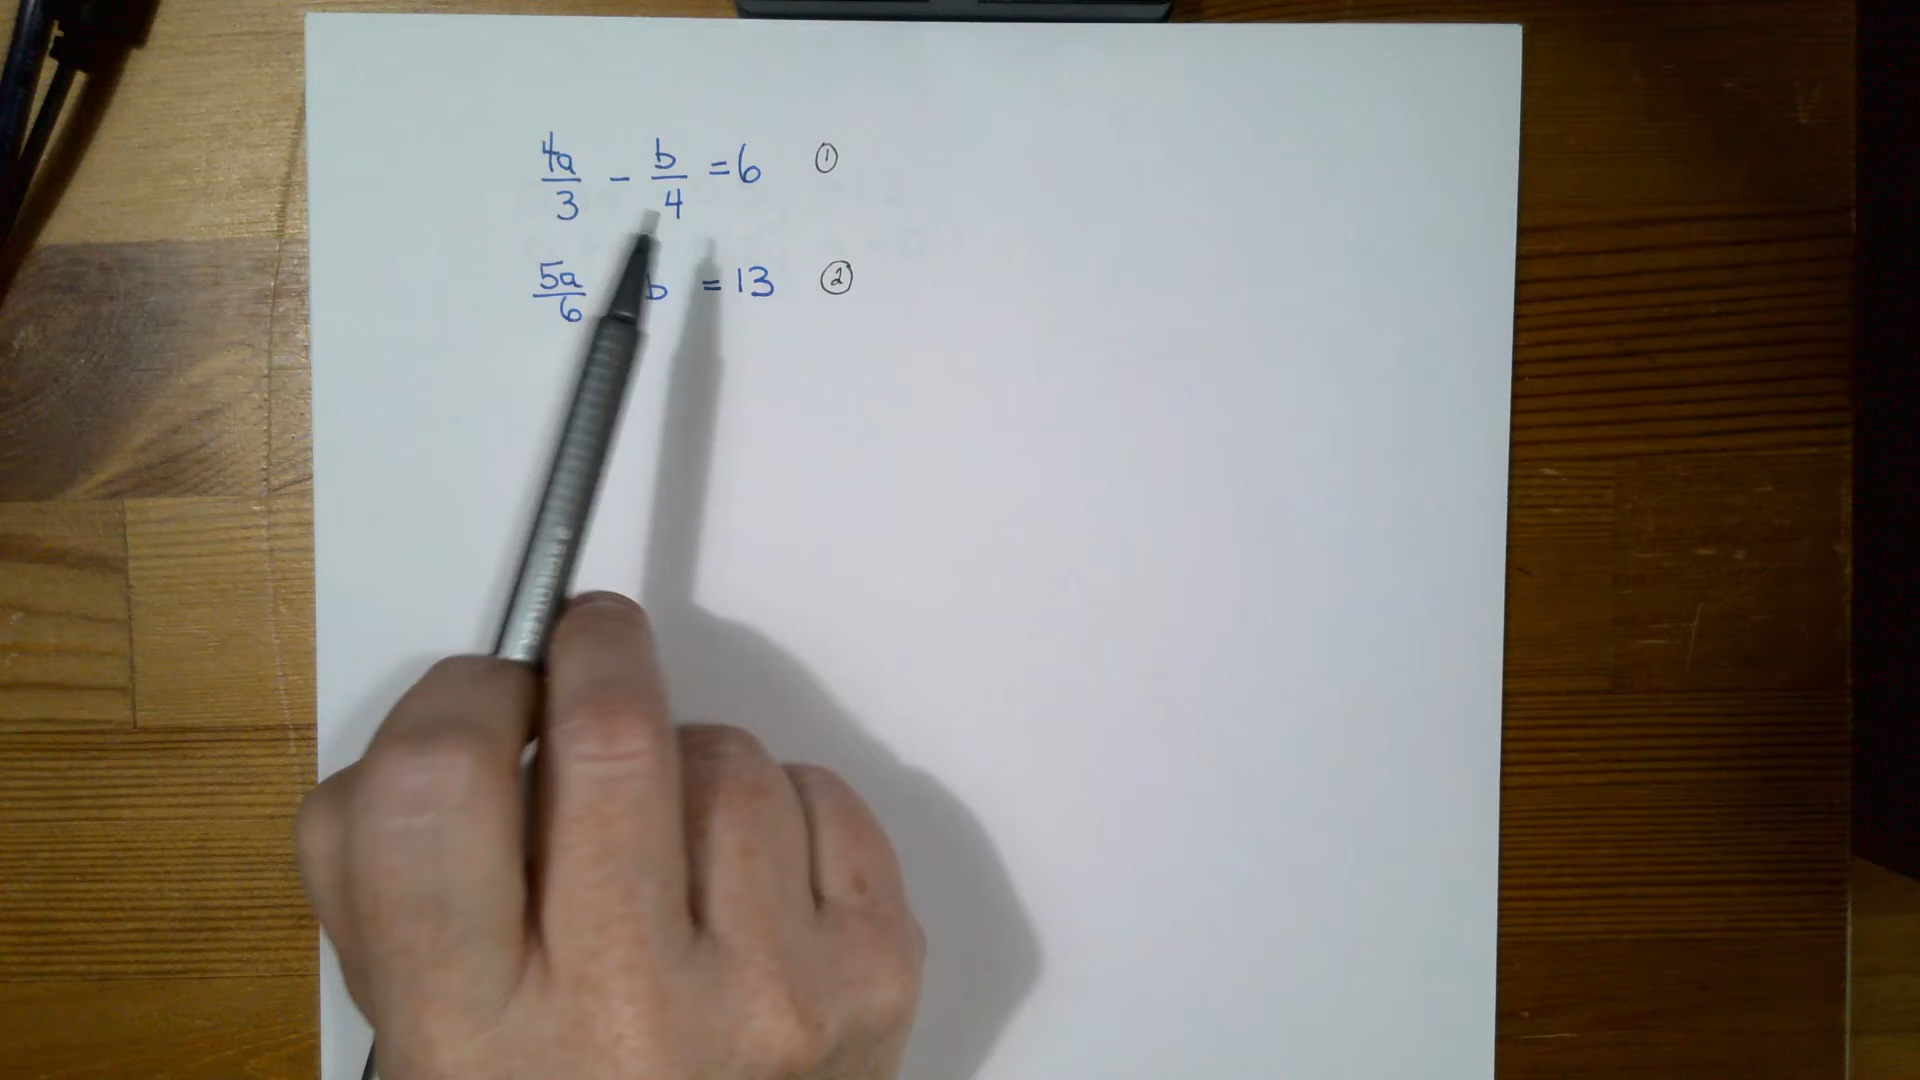 4a/3 - b/4 = 6 ①
5a/6 b = 13 ②